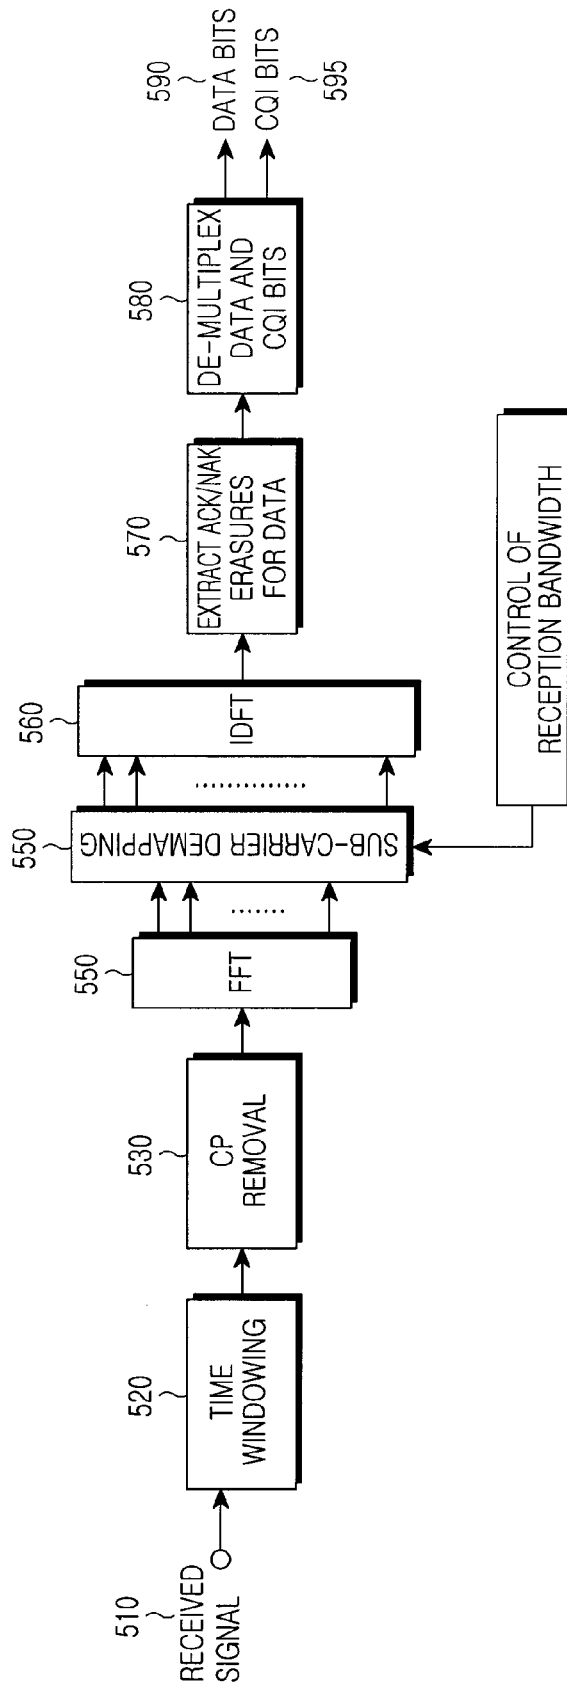 510
RECEIVED
SIGNAL
520
TIME
WINDOWING
530
CP
REMOVAL
550
FFT
550
SUB-CARRIER DEMAPPING
560
IDFT
570
EXTRACT ACK/NAK
ERASURES
FOR DATA
580
DE-MULTIPLEX
DATA AND
CQI BITS
590
DATA BITS
CQI BITS
595
CONTROL OF
RECEPTION BANDWIDTH